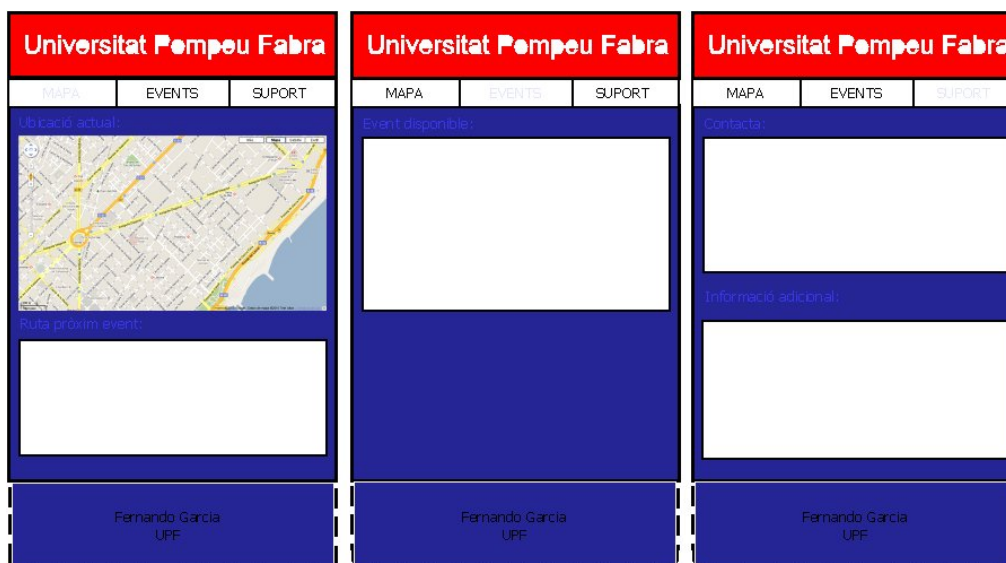 Universitat Pompeu Fabra
MAPA EVENTS SUPORT
Ubicació actual:
Ruta pròxim event:
Fernando Garcia
UPF
Universitat Pompeu Fabra
MAPA EVENTS SUPORT
Event disponible:
Fernando Garcia
UPF
Universitat Pompeu Fabra
MAPA EVENTS SUPORT
Contacta:
Informació adicional:
Fernando Garcia
UPF